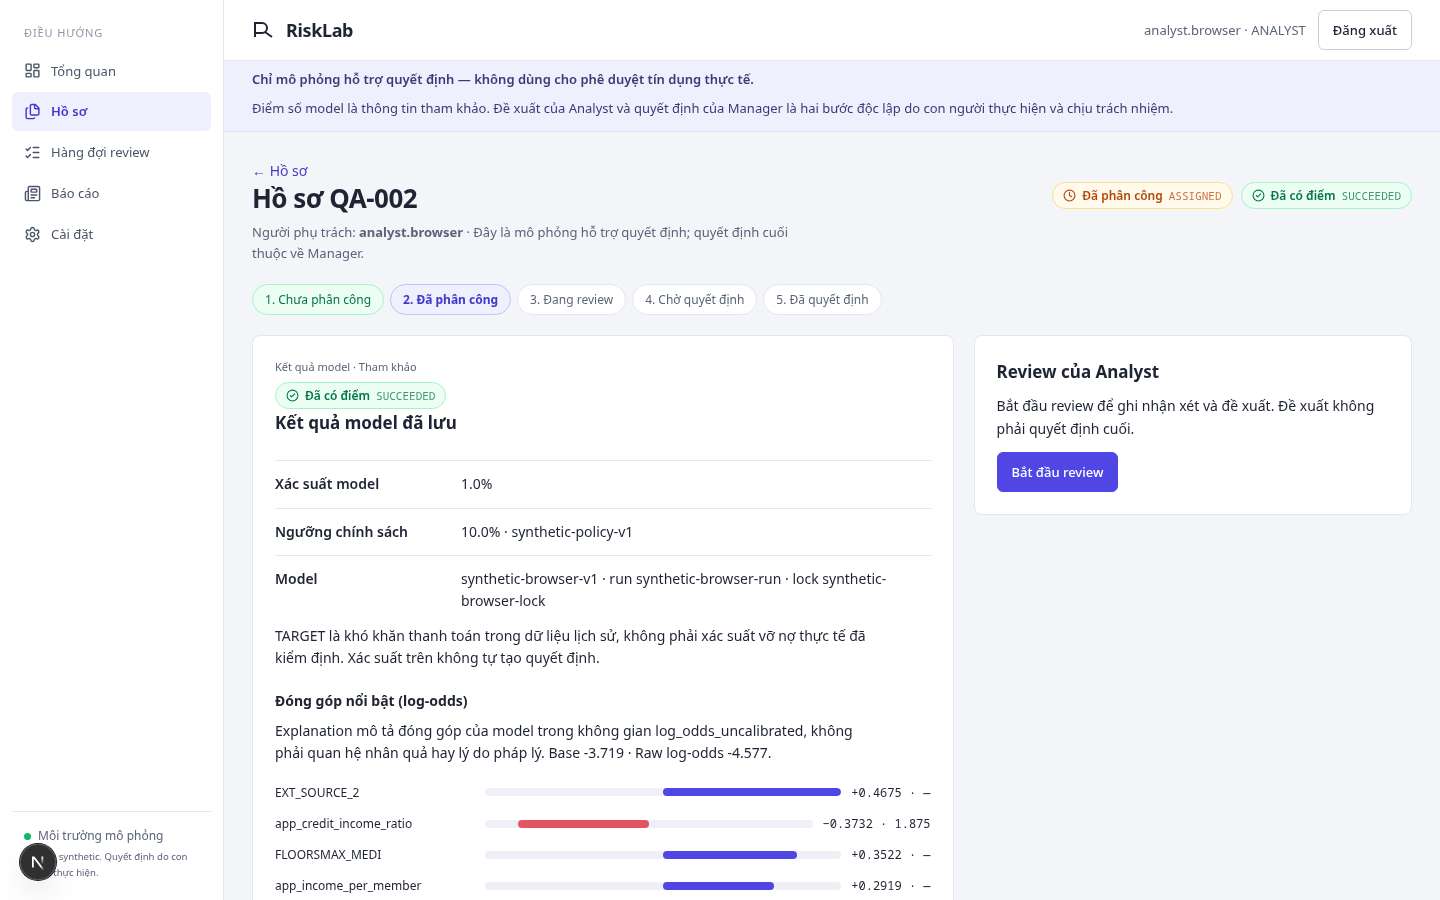 ĐIỀU HƯỚNG
Tổng quan
Hồ sơ
Hàng đợi review
Báo cáo
Cài đặt
Môi trường mô phỏng
synthetic. Quyết định do con
thực hiện.
N
RiskLab
analyst.browser · ANALYST
Đăng xuất
Chỉ mô phỏng hỗ trợ quyết định — không dùng cho phê duyệt tín dụng thực tế.
Điểm số model là thông tin tham khảo. Đề xuất của Analyst và quyết định của Manager là hai bước độc lập do con người thực hiện và chịu trách nhiệm.
← Hồ sơ
Hồ sơ QA-002
Đã phân công ASSIGNED
Đã có điểm SUCCEEDED
Người phụ trách: analyst.browser · Đây là mô phỏng hỗ trợ quyết định; quyết định cuối
thuộc về Manager.
1. Chưa phân công
2. Đã phân công
3. Đang review
4. Chờ quyết định
5. Đã quyết định
Kết quả model · Tham khảo
Đã có điểm SUCCEEDED
Kết quả model đã lưu
Xác suất model 1.0%
Ngưỡng chính sách 10.0% · synthetic-policy-v1
Model synthetic-browser-v1 · run synthetic-browser-run · lock synthetic-
browser-lock
TARGET là khó khăn thanh toán trong dữ liệu lịch sử, không phải xác suất vỡ nợ thực tế đã
kiểm định. Xác suất trên không tự tạo quyết định.
Đóng góp nổi bật (log-odds)
Explanation mô tả đóng góp của model trong không gian log_odds_uncalibrated, không
phải quan hệ nhân quả hay lý do pháp lý. Base -3.719 · Raw log-odds -4.577.
EXT_SOURCE_2 +0.4675 · —
app_credit_income_ratio −0.3732 · 1.875
FLOORSMAX_MEDI +0.3522 · —
app_income_per_member +0.2919 · —
Review của Analyst
Bắt đầu review để ghi nhận xét và đề xuất. Đề xuất không
phải quyết định cuối.
Bắt đầu review